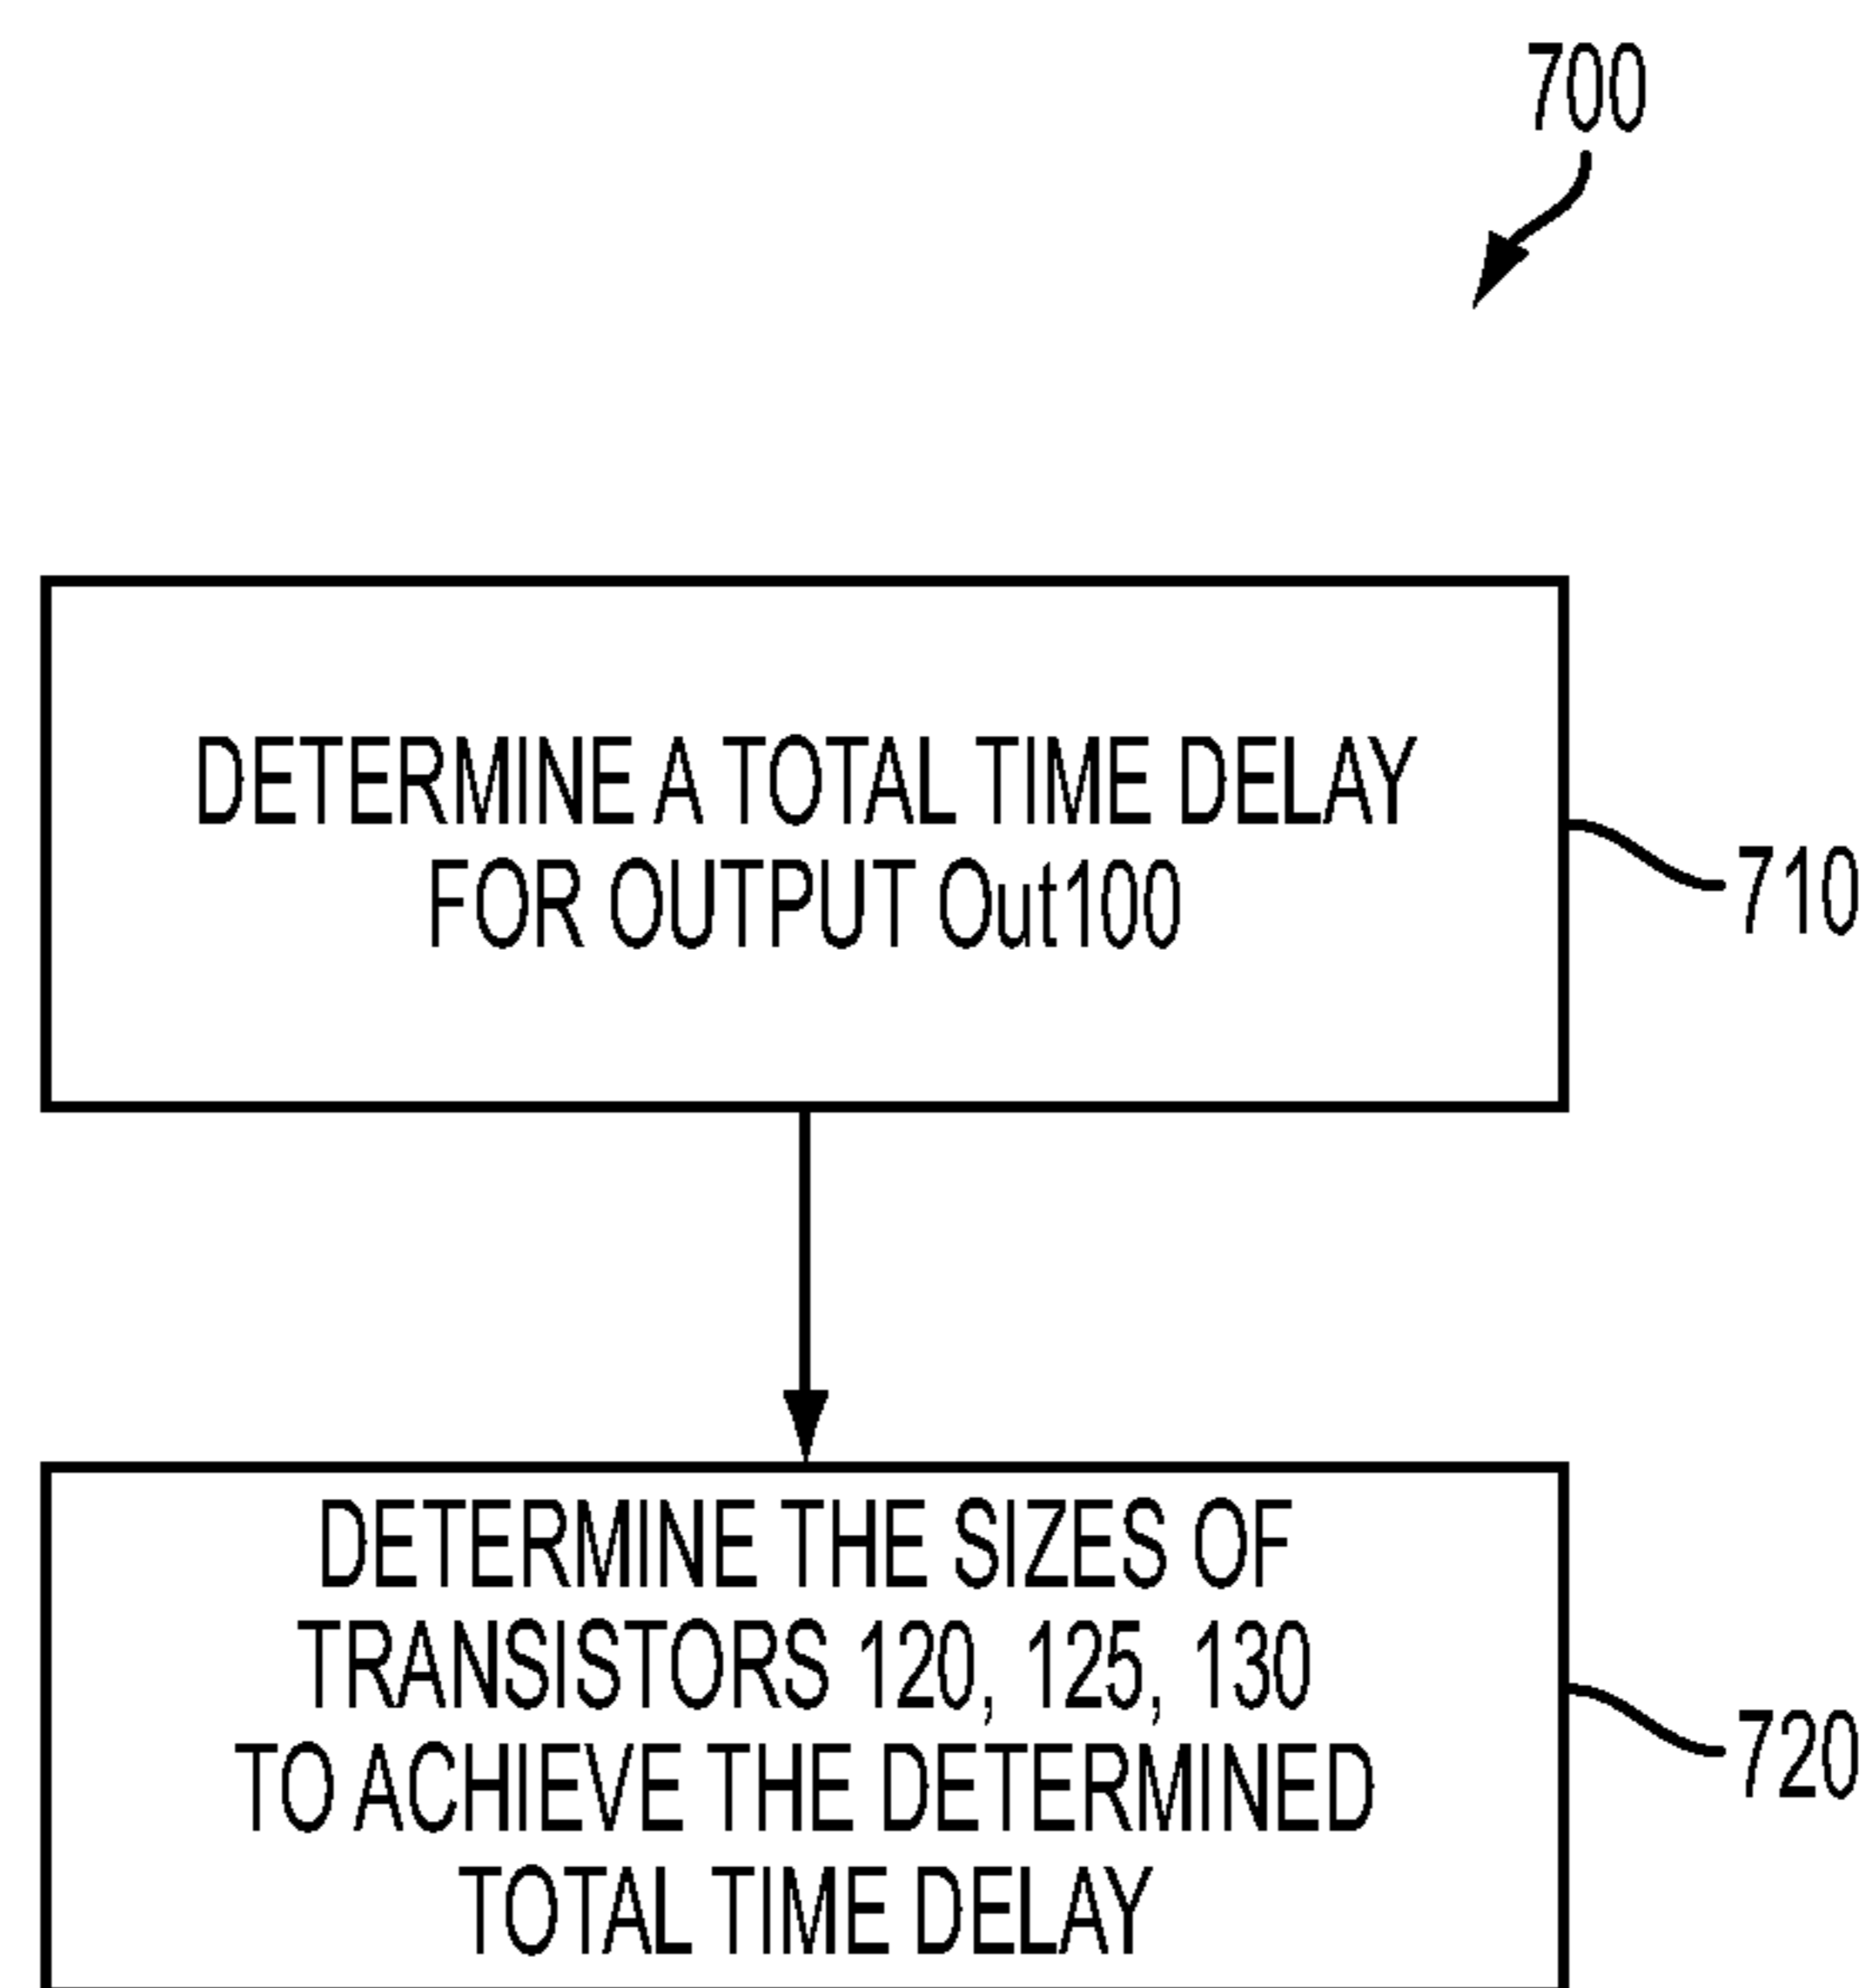 700
DETERMINE A TOTAL TIME DELAY
FOR OUTPUT Out100
710
DETERMINE THE SIZES OF
TRANSISTORS 120, 125, 130
TO ACHIEVE THE DETERMINED
TOTAL TIME DELAY
720